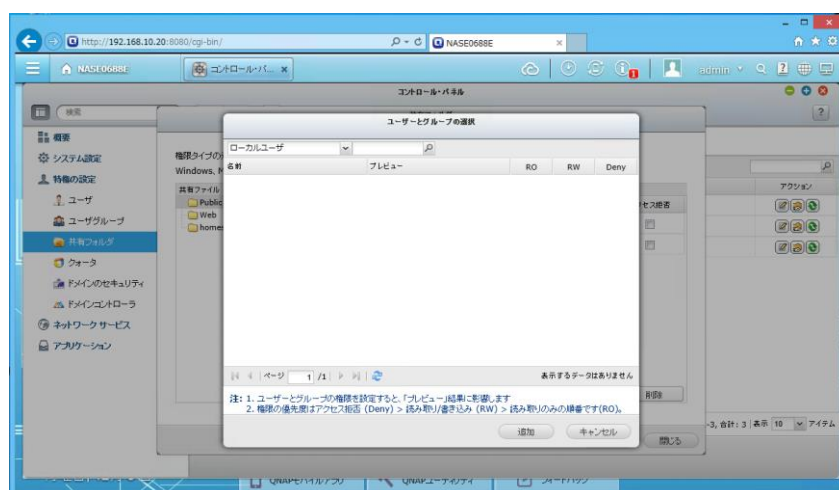 http://192.168.10.20:8080/cgi-bin/
NASE0688E
NASE0688E
コントロール・パ...
admin
コントロール・パネル
検索
ユーザーとグループの選択
概要
システム設定
特権の設定
ユーザ
ユーザグループ
共有フォルダ
クォータ
ドメインのセキュリティ
ドメインコントローラ
ネットワーク サービス
アプリケーション
権限タイプの
共有ファイル
Public
Web
ローカルユーザ
名前 プレビュー RO RW Deny
セス拒否
アクション
ページ 1 /1
表示するデータはありません
注: 1. ユーザーとグループの権限を設定すると、「プレビュー」結果に影響します
2. 権限の優先度はアクセス拒否 (Deny) > 読み取り/書き込み (RW) > 読み取りのみの順番です(RO)。
追加 キャンセル
削除
閉じる
-3, 合計: 3 表示 10 アイテム
QNAPユーティリティ
フィードバック